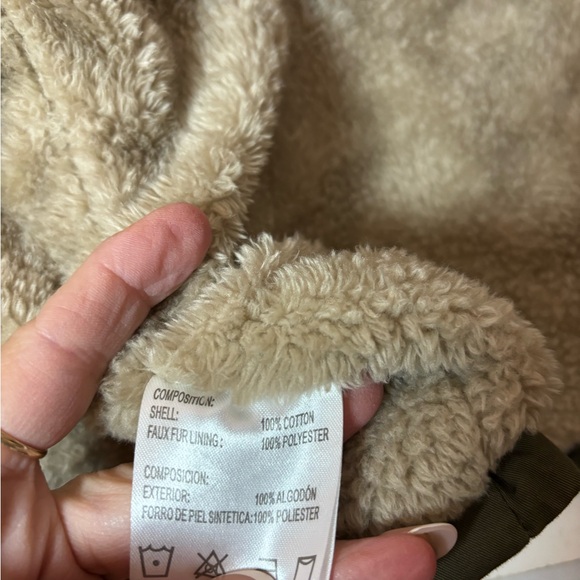 COMPOSITION:
SHELL: 100% COTTON
FAUX FUR LINING: 100% POLYESTER
COMPOSICION:
EXTERIOR: 100% ALGODÓN
FORRO DE PIEL SINTETICA:100% POLIESTER